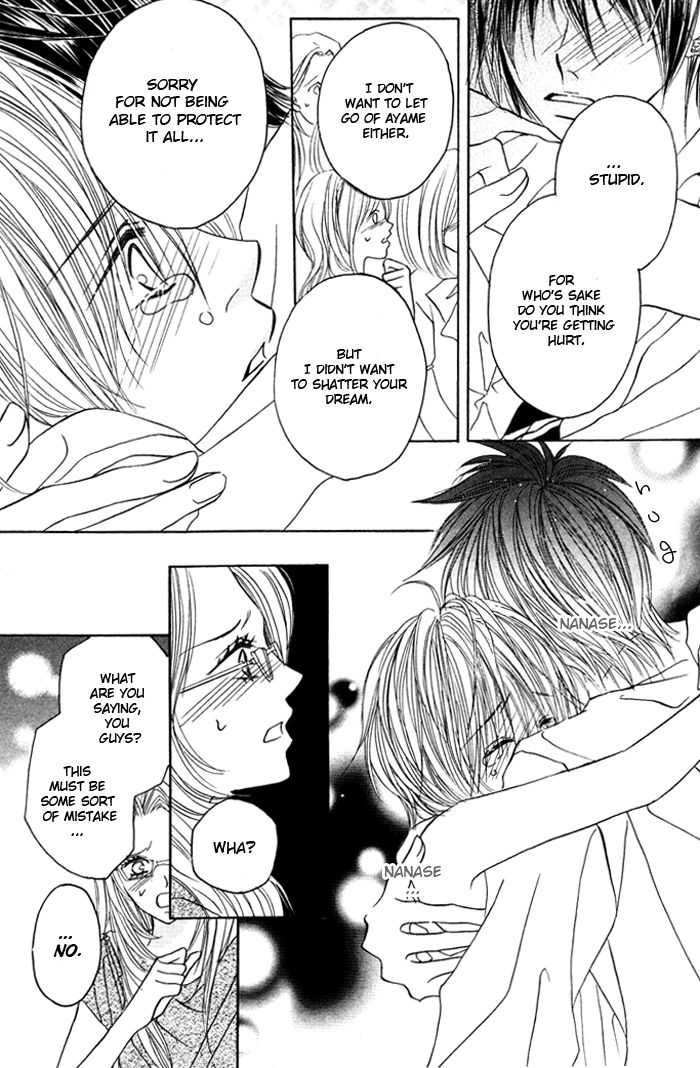 ...
STUPID.
FOR
WHO'S SAKE
DO YOU THINK
YOU'RE GETTING
HURT.
I DON'T
WANT TO LET
GO OF AYAME
EITHER.
BUT
I DIDN'T WANT
TO SHATTER YOUR
DREAM.
SORRY
FOR NOT BEING
ABLE TO PROTECT
IT ALL...
NANASE...
NANASE
...
WHA?
WHAT
ARE YOU
SAYING,
YOU
GUYS?
THIS
MUST BE
SOME SORT
OF MISTAKE
...
...
NO.